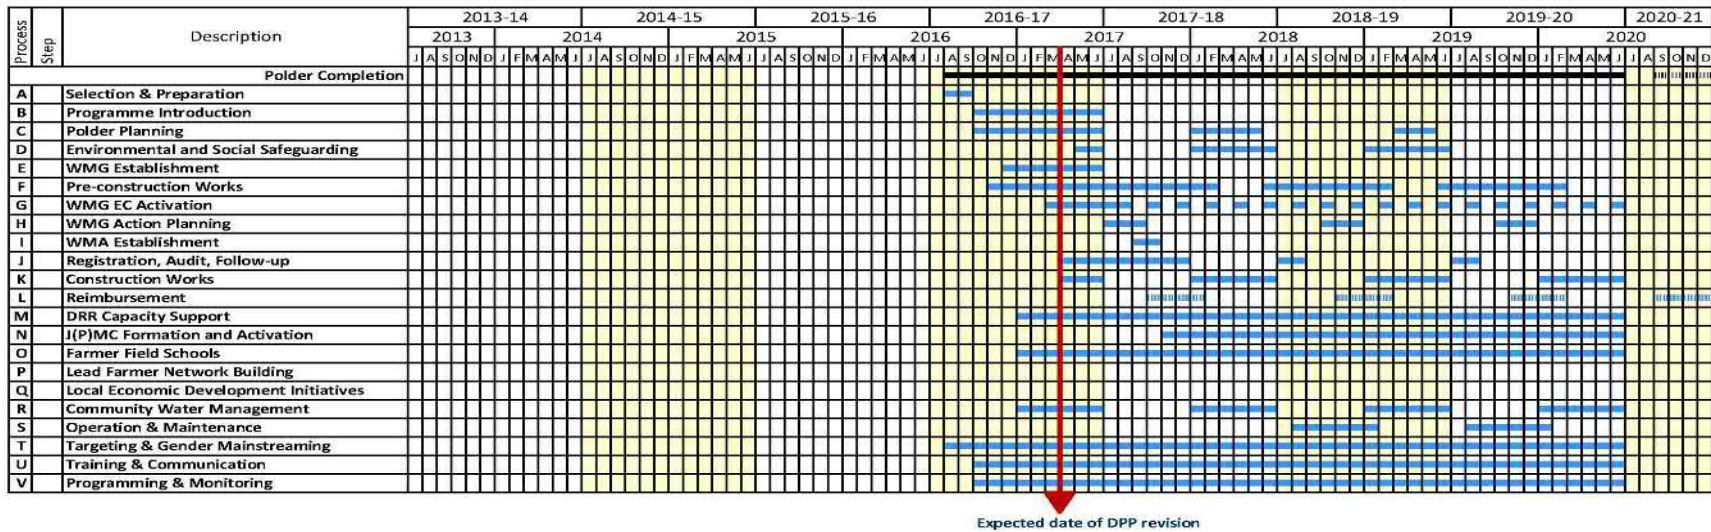 Process Step Description 2013-14 2014-15 2015-16 2016-17 2017-18 2018-19 2019-20 2020-21
2013 2014 2015 2016 2017 2018 2019 2020
J A S O N D J F M A M J J A S O N D J F M A M J J A S O N D J F M A M J J A S O N D J F M A M J J A S O N D J F M A M J J A S O N D J F M A M J J A S O N D J F M A M J J A S O N D
Polder Completion
A Selection & Preparation
B Programme Introduction
C Polder Planning
D Environmental and Social Safeguarding
E WMG Establishment
F Pre-construction Works
G WMG EC Activation
H WMG Action Planning
I WMA Establishment
J Registration, Audit, Follow-up
K Construction Works
L Reimbursement
M DRR Capacity Support
N J(P)MC Formation and Activation
O Farmer Field Schools
P Lead Farmer Network Building
Q Local Economic Development Initiatives
R Community Water Management
S Operation & Maintenance
T Targeting & Gender Mainstreaming
U Training & Communication
V Programming & Monitoring
Expected date of DPP revision